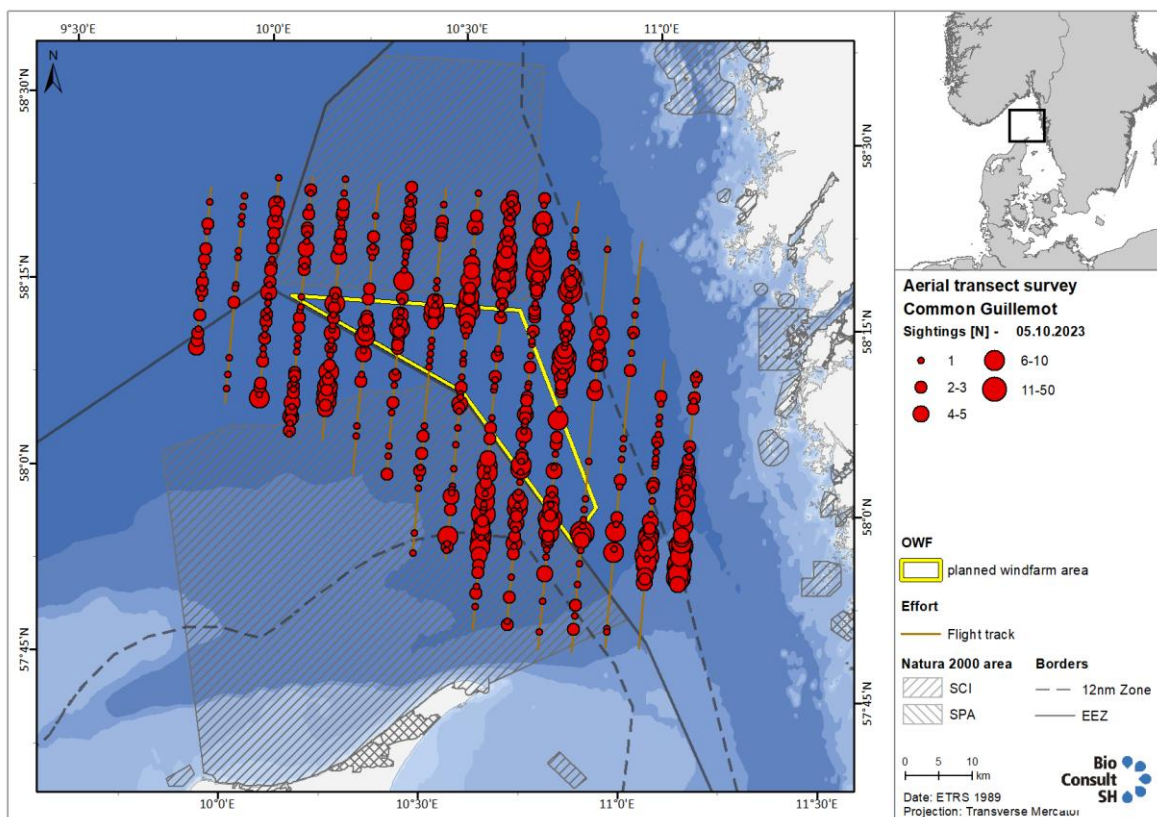 9°30'E
10°0'E
10°30'E
11°0'E
N
58°30'N
58°15'N
58°0'N
57°45'N
58°30'N
58°15'N
58°0'N
57°45'N
10°0'E
10°30'E
11°0'E
11°30'E
Aerial transect survey
Common Guillemot
Sightings [N] - 05.10.2023
1
2-3
4-5
6-10
11-50
OWF
planned windfarm area
Effort
Flight track
Natura 2000 area
SCI
SPA
Borders
12nm Zone
EEZ
0 5 10
km
Date: ETRS 1989
Projection: Transverse Mercator
Bio
Consult
SH